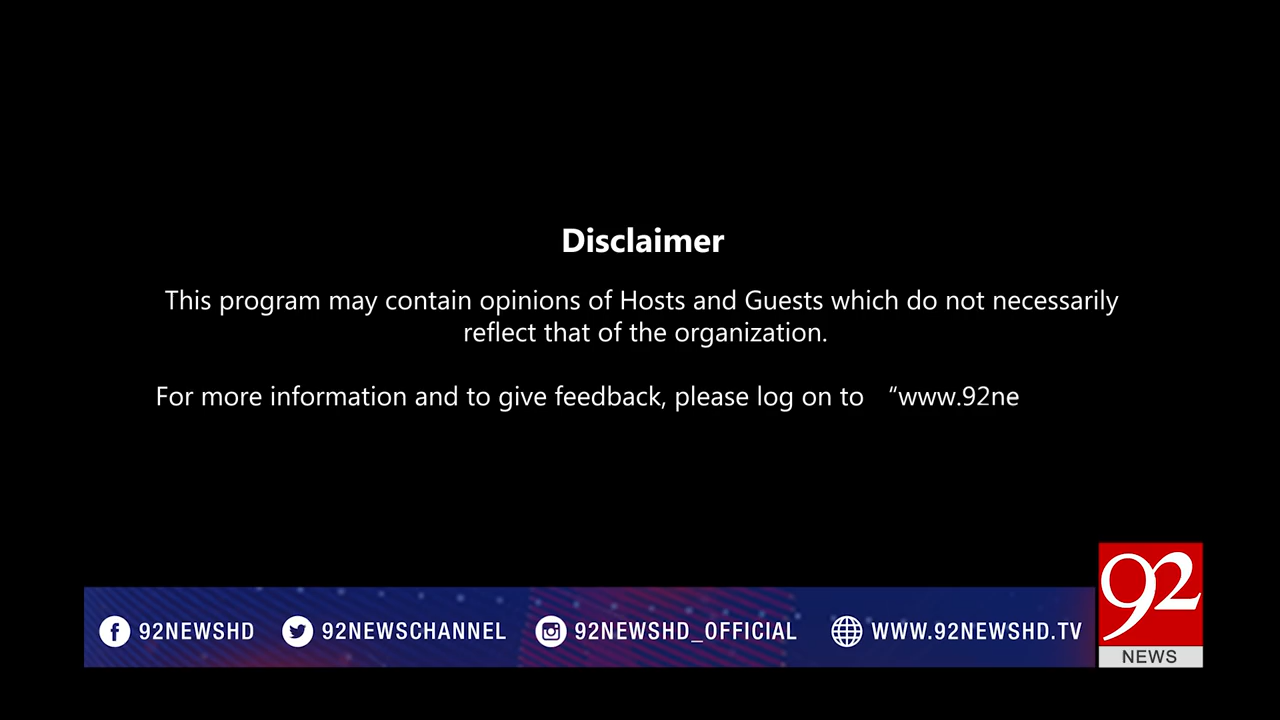 Disclaimer
This program may contain opinions of Hosts and Guests which do not necessarily
reflect that of the organization.
For more information and to give feedback, please log on to “www.92ne
92NEWSHD 92NEWSCHANNEL 92NEWSHD_OFFICIAL WWW.92NEWSHD.TV
92
NEWS